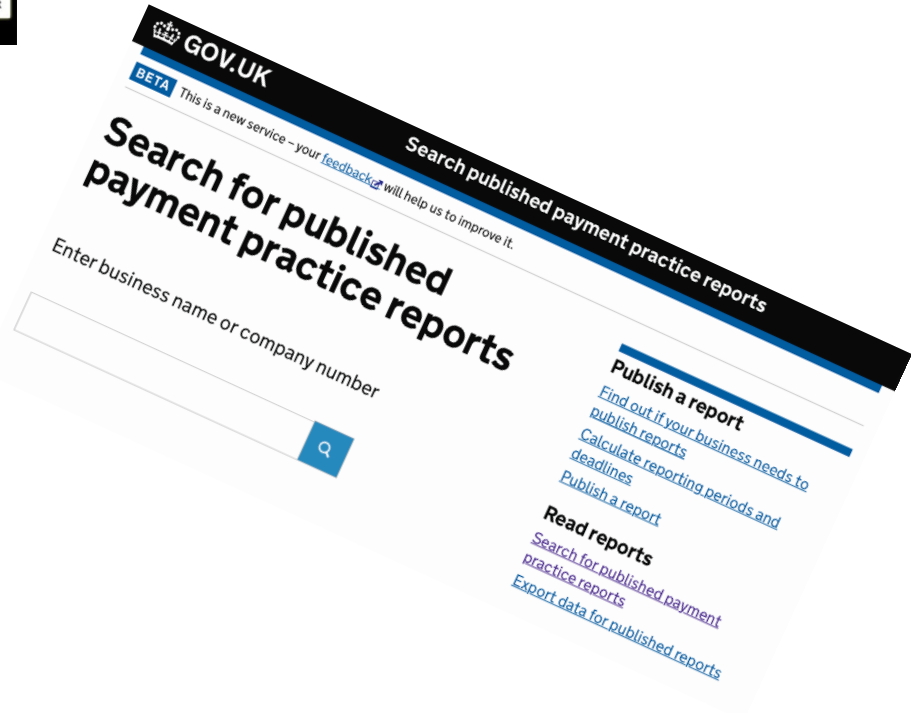 GOV.UK
Search published payment practice reports
BETA This is a new service – your feedback will help us to improve it.
Search for published
payment practice reports
Enter business name or company number
Publish a report
Find out if your business needs to
publish reports
Calculate reporting periods and
deadlines
Publish a report
Read reports
Search for published payment
practice reports
Export data for published reports